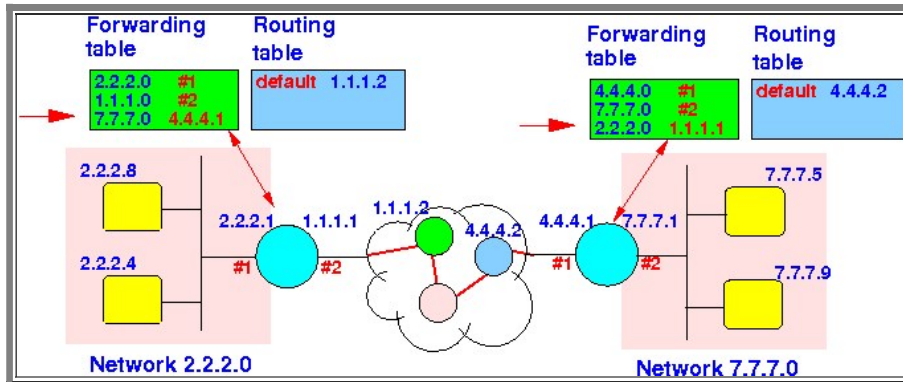 Forwarding table
Routing table
2.2.2.0 #1
1.1.1.0 #2
7.7.7.0 4.4.4.1
default 1.1.1.2
Forwarding table
Routing table
4.4.4.0 #1
7.7.7.0 #2
2.2.2.0 1.1.1.1
default 4.4.4.2
2.2.2.8
2.2.2.4
2.2.2.1
1.1.1.1
#1
#2
1.1.1.2
4.4.4.2
4.4.4.1
7.7.7.1
#1
#2
7.7.7.5
7.7.7.9
Network 2.2.2.0
Network 7.7.7.0